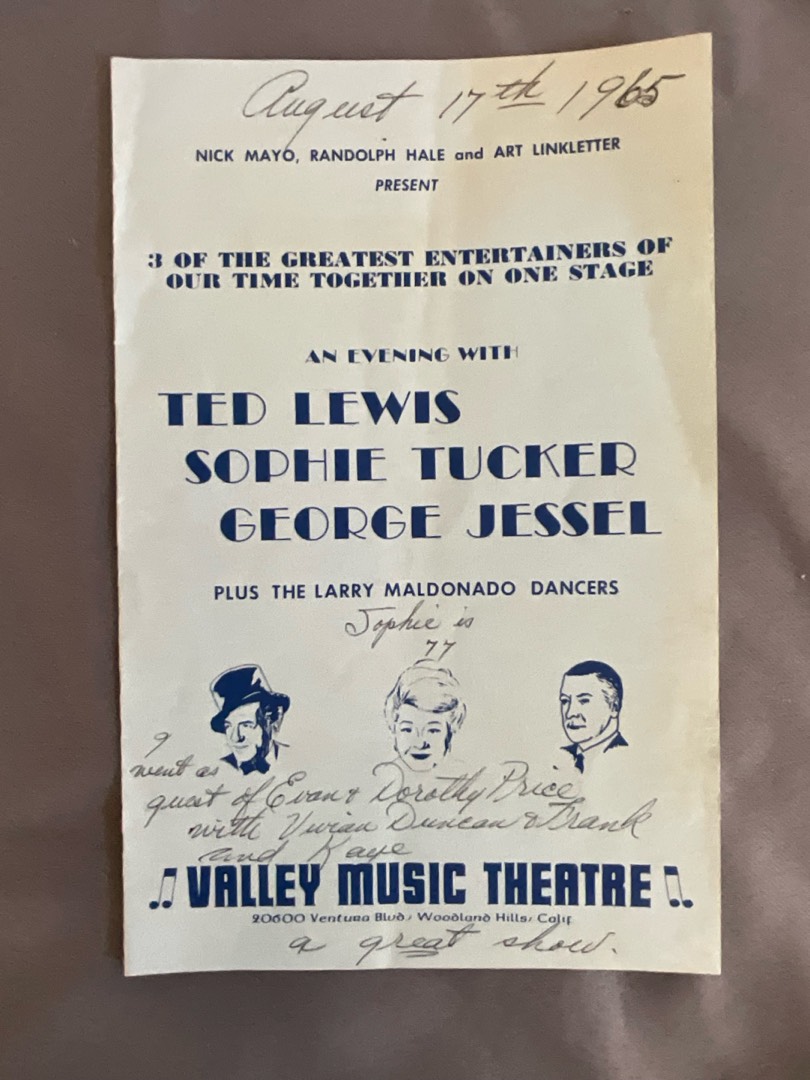 August 17th 1965
NICK MAYO, RANDOLPH HALE and ART LINKLETTER
PRESENT
3 OF THE GREATEST ENTERTAINERS OF
OUR TIME TOGETHER ON ONE STAGE
AN EVENING WITH
TED LEWIS
SOPHIE TUCKER
GEORGE JESSEL
PLUS THE LARRY MALDONADO DANCERS
Sophie is
77
I
went as
guest of Evan & Dorothy Price
with Vivian Duncan & Frank
and Kaye
VALLEY MUSIC THEATRE
20600 Ventura Blvd, Woodland Hills, Calif
a great show.